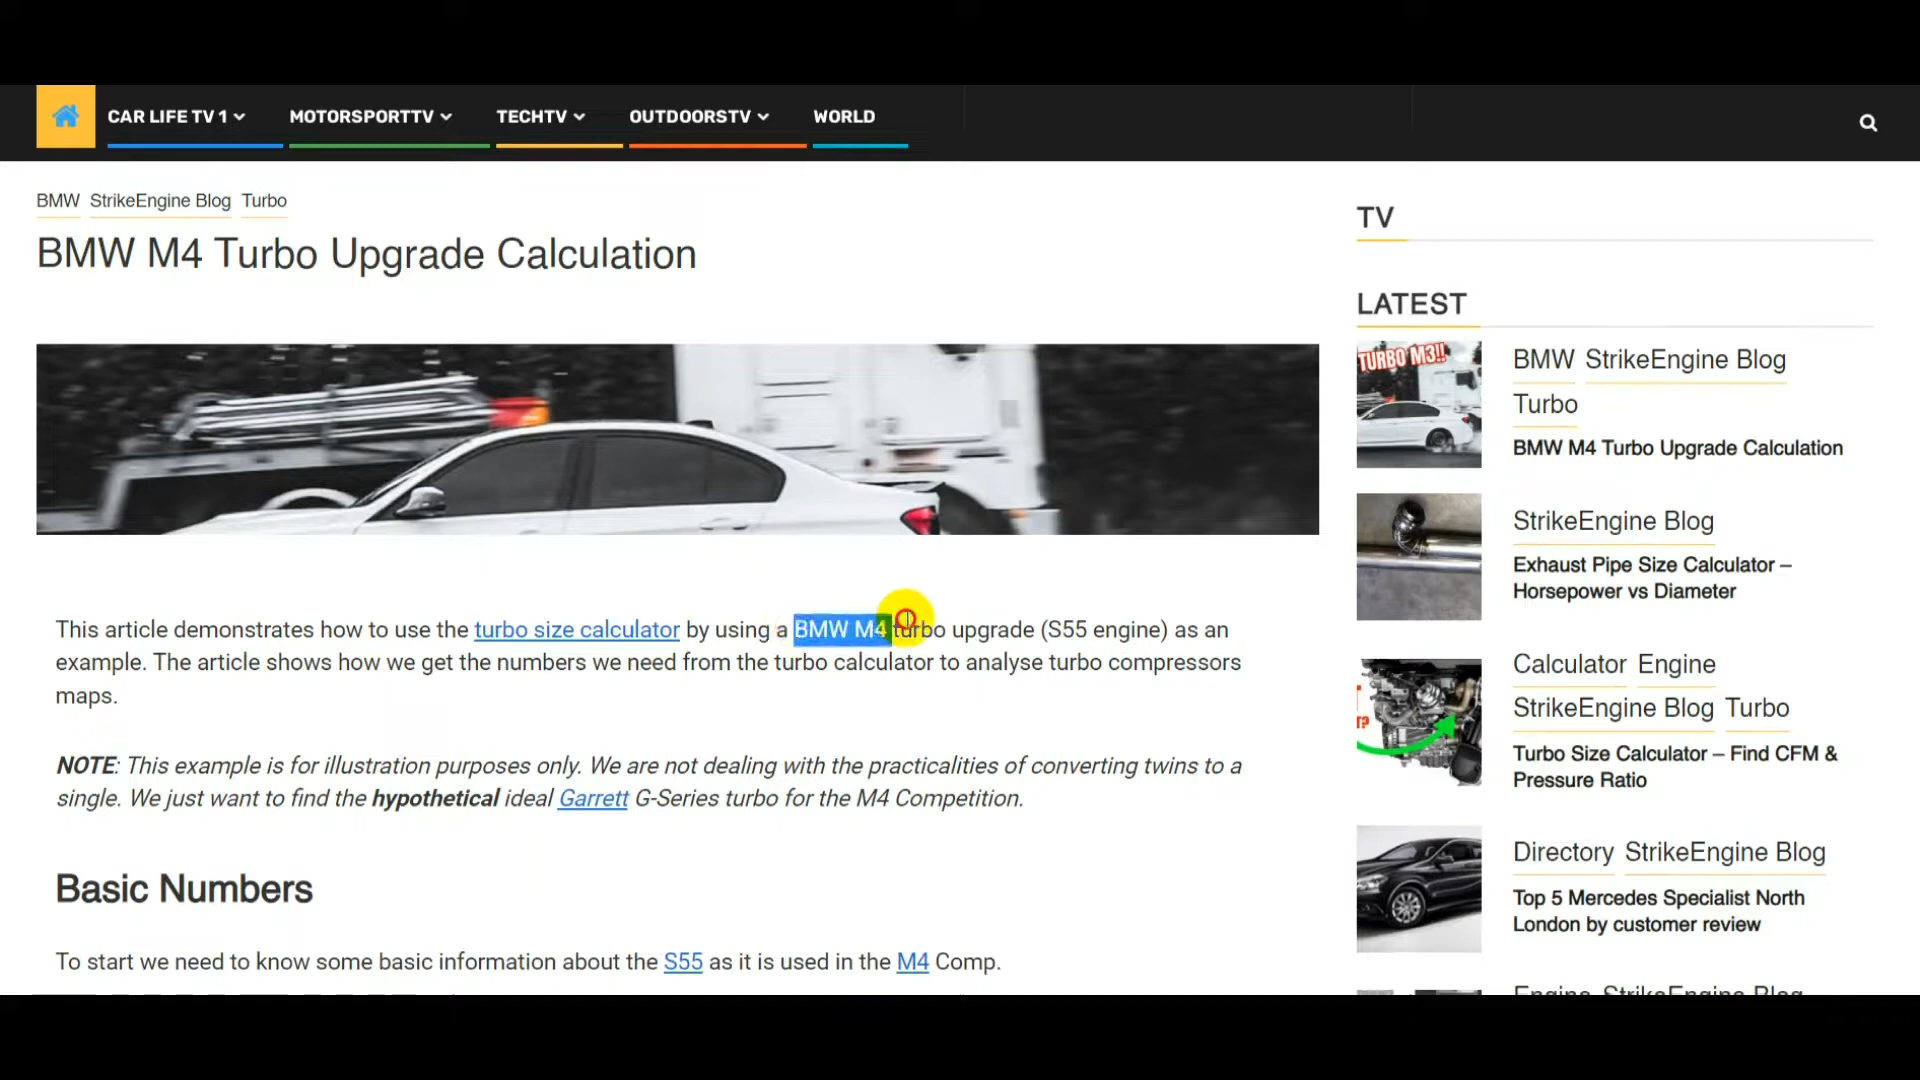 CAR LIFE TV 1 MOTORSPORTTV TECHTV OUTDOORSTV WORLD
BMW StrikeEngine Blog Turbo
BMW M4 Turbo Upgrade Calculation
This article demonstrates how to use the turbo size calculator by using a BMW M4 turbo upgrade (S55 engine) as an
example. The article shows how we get the numbers we need from the turbo calculator to analyse turbo compressors
maps.
NOTE: This example is for illustration purposes only. We are not dealing with the practicalities of converting twins to a
single. We just want to find the hypothetical ideal Garrett G-Series turbo for the M4 Competition.
Basic Numbers
To start we need to know some basic information about the S55 as it is used in the M4 Comp.
TV
LATEST
TURBO M3!!
BMW StrikeEngine Blog
Turbo
BMW M4 Turbo Upgrade Calculation
StrikeEngine Blog
Exhaust Pipe Size Calculator –
Horsepower vs Diameter
Calculator Engine
StrikeEngine Blog Turbo
Turbo Size Calculator – Find CFM &
Pressure Ratio
Directory StrikeEngine Blog
Top 5 Mercedes Specialist North
London by customer review
Engine StrikeEngine Blog